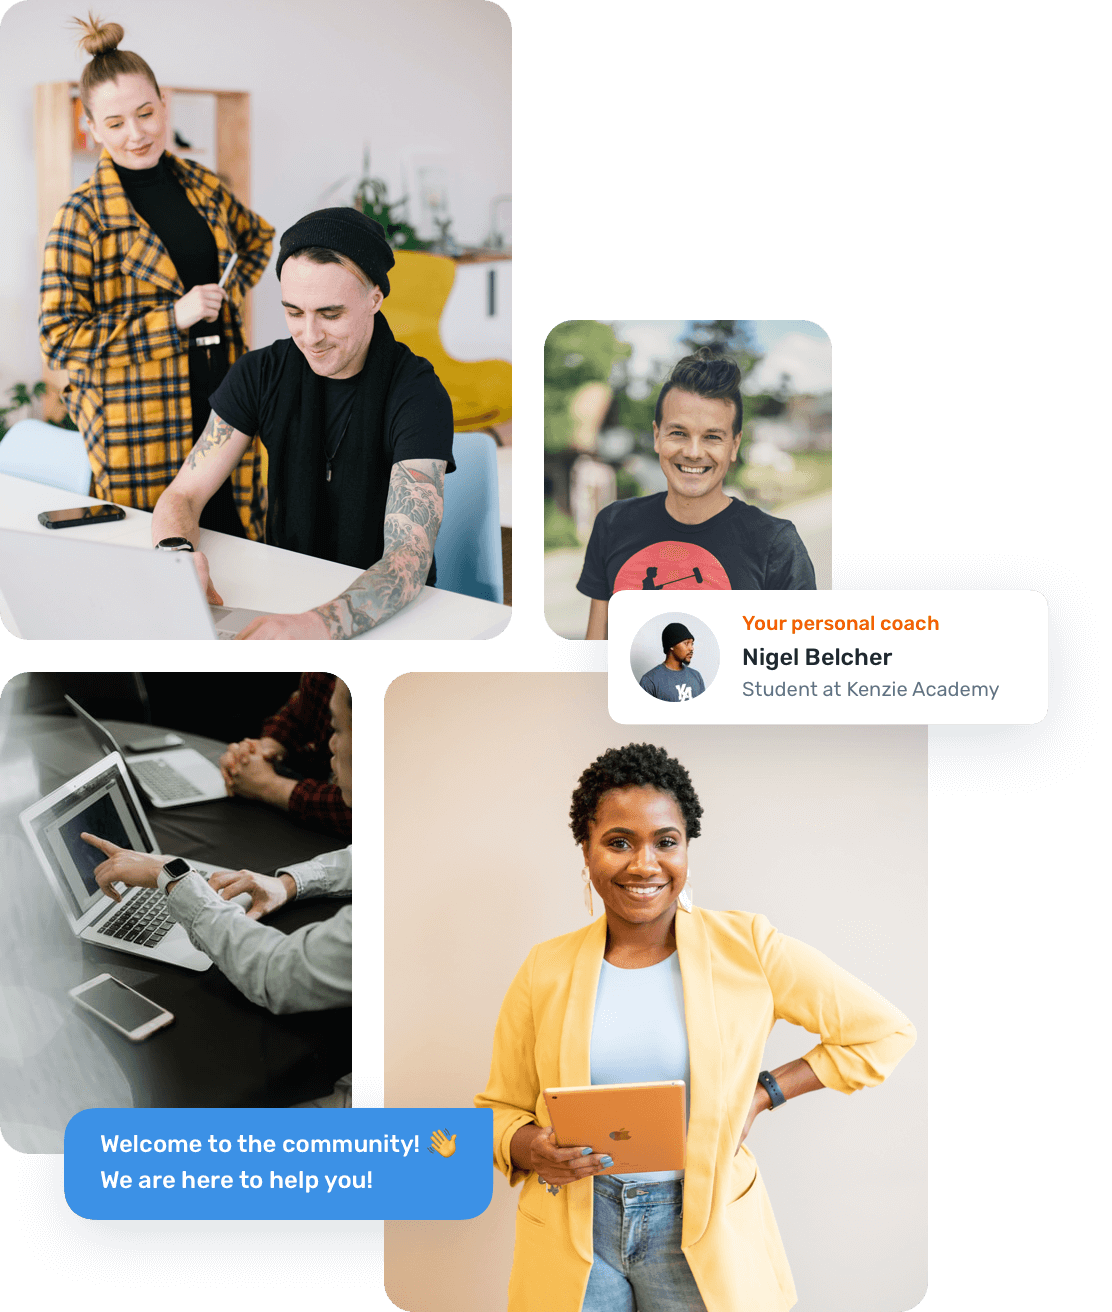 Your personal coach
Nigel Belcher
Student at Kenzie Academy
Welcome to the community! 👋
We are here to help you!